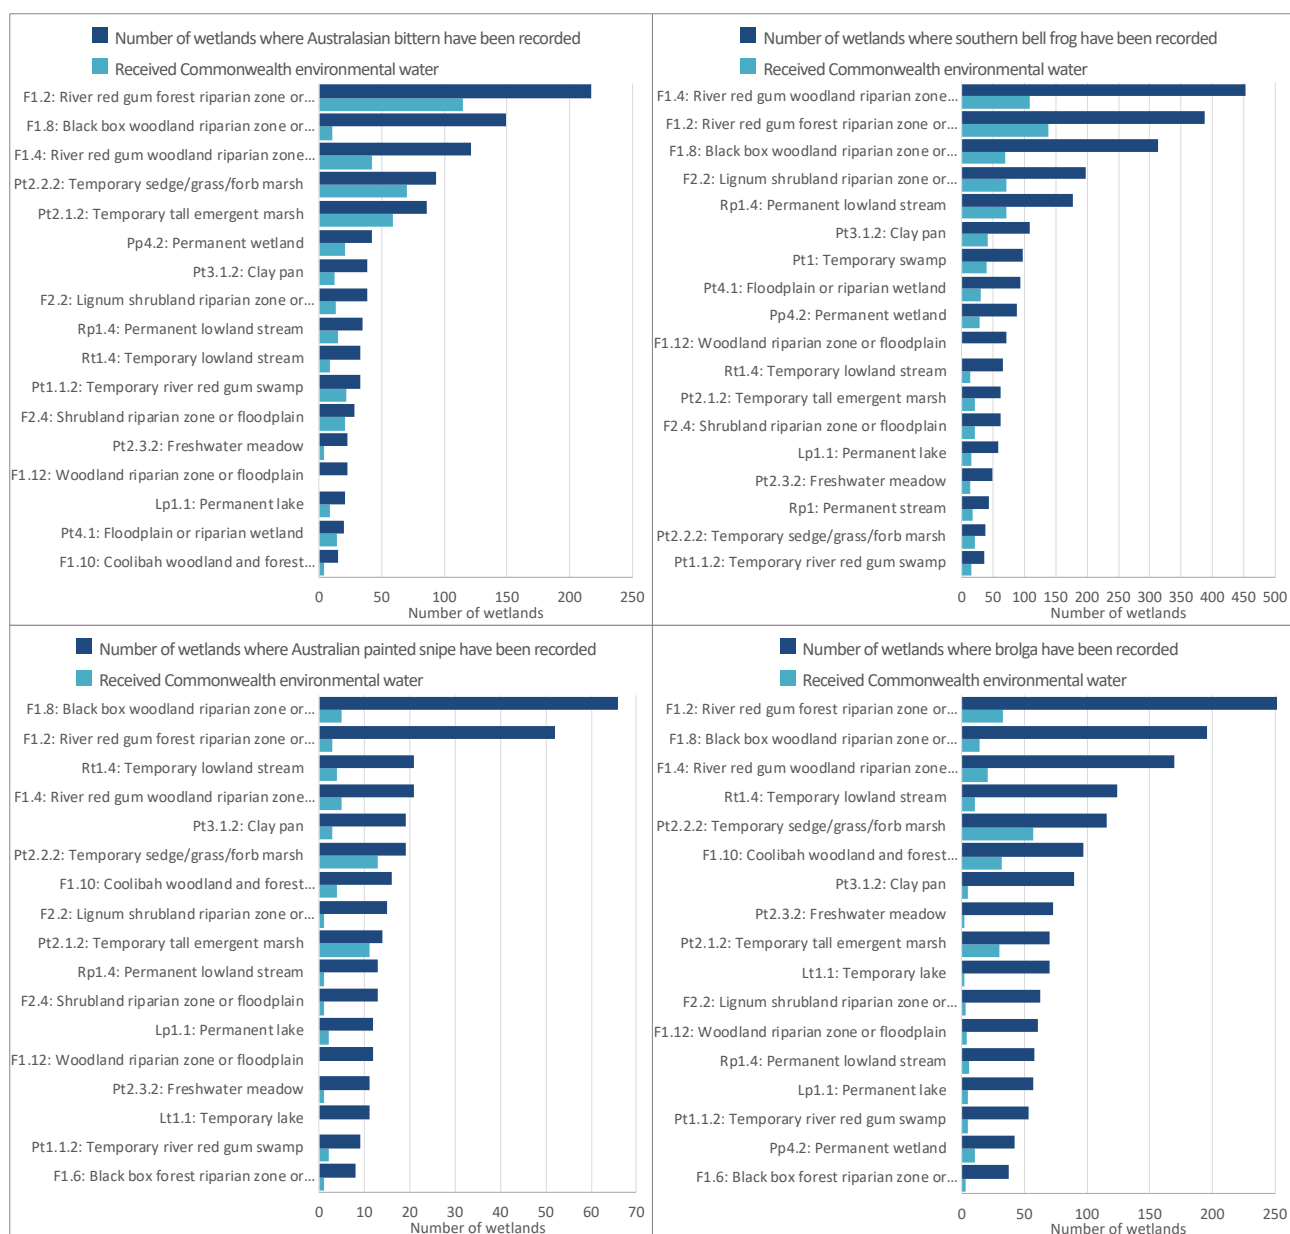 Number of wetlands where Australasian bittern have been recorded
Received Commonwealth environmental water
F1.2: River red gum forest riparian zone or...
F1.8: Black box woodland riparian zone or...
F1.4: River red gum woodland riparian zone...
Pt2.2.2: Temporary sedge/grass/forb marsh
Pt2.1.2: Temporary tall emergent marsh
Pp4.2: Permanent wetland
Pt3.1.2: Clay pan
F2.2: Lignum shrubland riparian zone or...
Rp1.4: Permanent lowland stream
Rt1.4: Temporary lowland stream
Pt1.1.2: Temporary river red gum swamp
F2.4: Shrubland riparian zone or floodplain
Pt2.3.2: Freshwater meadow
F1.12: Woodland riparian zone or floodplain
Lp1.1: Permanent lake
Pt4.1: Floodplain or riparian wetland
F1.10: Coolibah woodland and forest...
0 50 100 150 200 250
Number of wetlands
Number of wetlands where southern bell frog have been recorded
Received Commonwealth environmental water
F1.4: River red gum woodland riparian zone...
F1.2: River red gum forest riparian zone or...
F1.8: Black box woodland riparian zone or...
F2.2: Lignum shrubland riparian zone or...
Rp1.4: Permanent lowland stream
Pt3.1.2: Clay pan
Pt1: Temporary swamp
Pt4.1: Floodplain or riparian wetland
Pp4.2: Permanent wetland
F1.12: Woodland riparian zone or floodplain
Rt1.4: Temporary lowland stream
Pt2.1.2: Temporary tall emergent marsh
F2.4: Shrubland riparian zone or floodplain
Lp1.1: Permanent lake
Pt2.3.2: Freshwater meadow
Rp1: Permanent stream
Pt2.2.2: Temporary sedge/grass/forb marsh
Pt1.1.2: Temporary river red gum swamp
0 50 100 150 200 250 300 350 400 450 500
Number of wetlands
Number of wetlands where Australian painted snipe have been recorded
Received Commonwealth environmental water
F1.8: Black box woodland riparian zone or...
F1.2: River red gum forest riparian zone or...
Rt1.4: Temporary lowland stream
F1.4: River red gum woodland riparian zone...
Pt3.1.2: Clay pan
Pt2.2.2: Temporary sedge/grass/forb marsh
F1.10: Coolibah woodland and forest...
F2.2: Lignum shrubland riparian zone or...
Pt2.1.2: Temporary tall emergent marsh
Rp1.4: Permanent lowland stream
F2.4: Shrubland riparian zone or floodplain
Lp1.1: Permanent lake
F1.12: Woodland riparian zone or floodplain
Pt2.3.2: Freshwater meadow
Lt1.1: Temporary lake
Pt1.1.2: Temporary river red gum swamp
F1.6: Black box forest riparian zone or...
0 10 20 30 40 50 60 70
Number of wetlands
Number of wetlands where brolga have been recorded
Received Commonwealth environmental water
F1.2: River red gum forest riparian zone or...
F1.8: Black box woodland riparian zone or...
F1.4: River red gum woodland riparian zone...
Rt1.4: Temporary lowland stream
Pt2.2.2: Temporary sedge/grass/forb marsh
F1.10: Coolibah woodland and forest...
Pt3.1.2: Clay pan
Pt2.3.2: Freshwater meadow
Pt2.1.2: Temporary tall emergent marsh
Lt1.1: Temporary lake
F2.2: Lignum shrubland riparian zone or...
F1.12: Woodland riparian zone or floodplain
Rp1.4: Permanent lowland stream
Lp1.1: Permanent lake
Pt1.1.2: Temporary river red gum swamp
Pp4.2: Permanent wetland
F1.6: Black box forest riparian zone or...
0 50 100 150 200 250
Number of wetlands